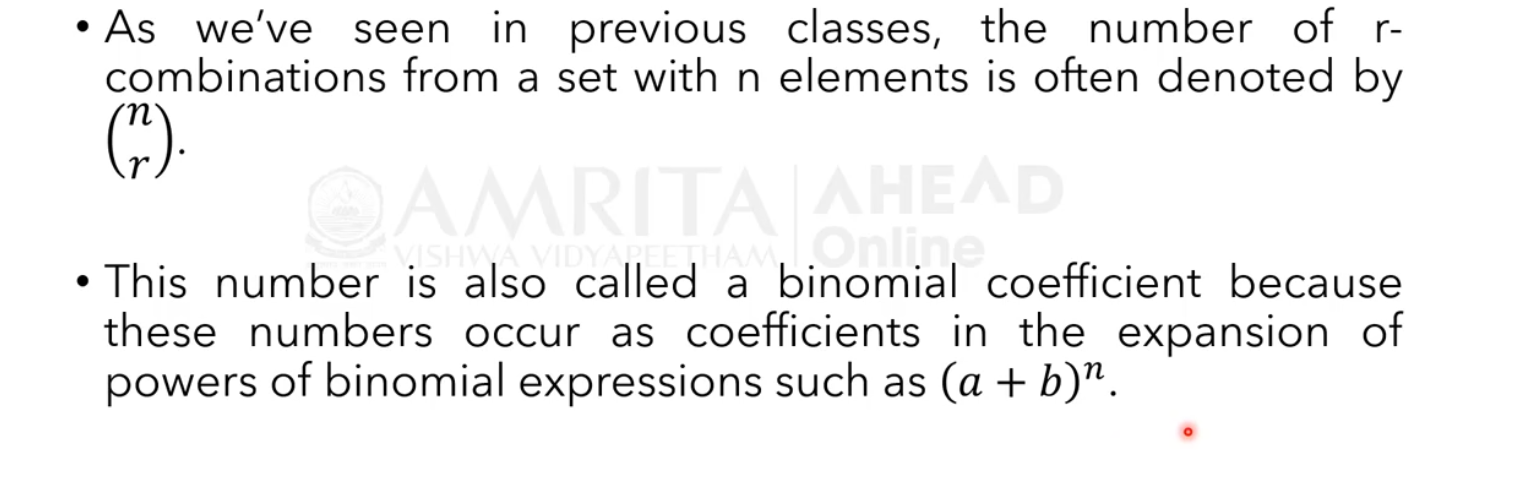 • As we've seen in previous classes, the number of r-
combinations from a set with n elements is often denoted by
(n
r).
AMRITA AHEAD
VISHWA VIDYAPEETHAM Online
• This number is also called a binomial coefficient because
these numbers occur as coefficients in the expansion of
powers of binomial expressions such as (a + b)ⁿ.